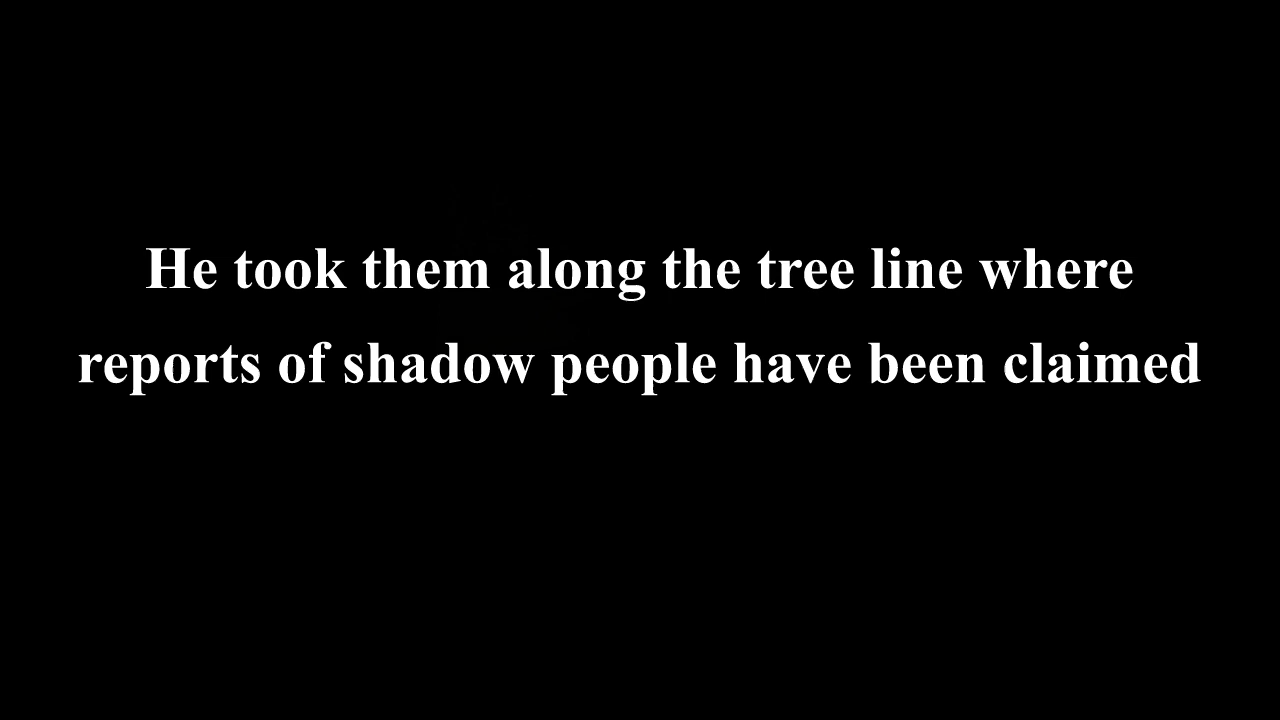 He took them along the tree line where
reports of shadow people have been claimed